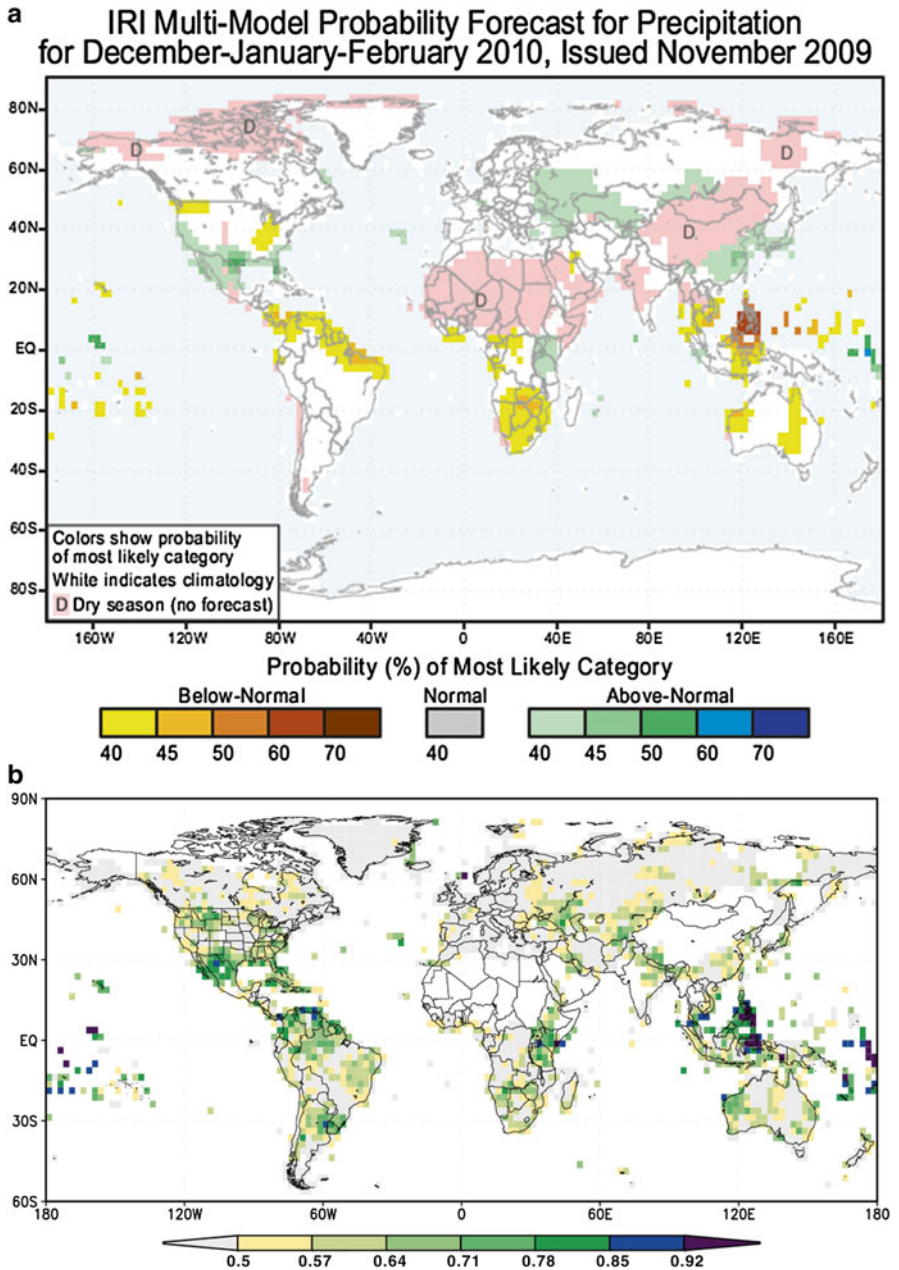 a
IRI Multi-Model Probability Forecast for Precipitation
for December-January-February 2010, Issued November 2009
80N
60N
40N
20N
EQ
20S
40S
60S
80S
D
D
D
D
D
Colors show probability
of most likely category
White indicates climatology
D Dry season (no forecast)
160W 120W 80W 40W 0 40E 80E 120E 160E
Probability (%) of Most Likely Category
Below-Normal Normal Above-Normal
40 45 50 60 70 40 40 45 50 60 70
b
90N
60N
30N
EQ
30S
60S
180 120W 60W 0 60E 120E 180
0.5 0.57 0.64 0.71 0.78 0.85 0.92